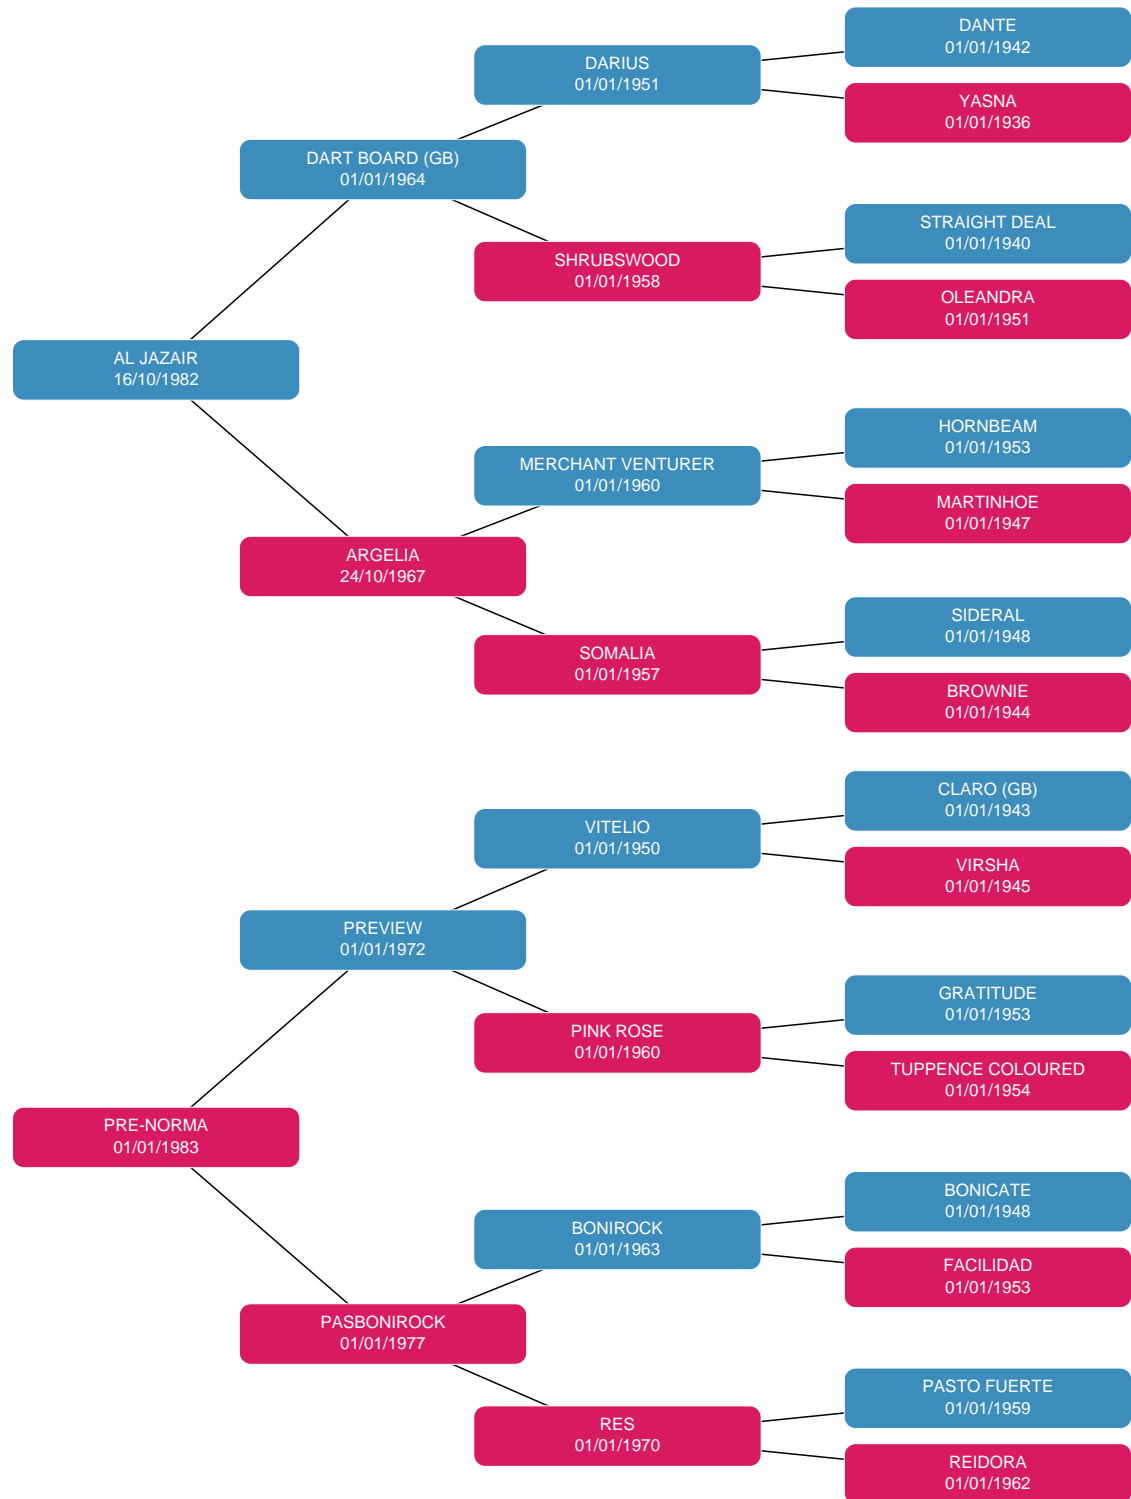 DANTE
01/01/1942
DARIUS
01/01/1951
YASNA
01/01/1936
DART BOARD (GB)
01/01/1964
STRAIGHT DEAL
01/01/1940
SHRUBSWOOD
01/01/1958
OLEANDRA
01/01/1951
AL JAZAIR
16/10/1982
HORNBEAM
01/01/1953
MERCHANT VENTURER
01/01/1960
MARTINHOE
01/01/1947
ARGELIA
24/10/1967
SIDERAL
01/01/1948
SOMALIA
01/01/1957
BROWNIE
01/01/1944
CLARO (GB)
01/01/1943
VITELIO
01/01/1950
VIRSHA
01/01/1945
PREVIEW
01/01/1972
GRATITUDE
01/01/1953
PINK ROSE
01/01/1960
TUPPENCE COLOURED
01/01/1954
PRE-NORMA
01/01/1983
BONICATE
01/01/1948
BONIROCK
01/01/1963
FACILIDAD
01/01/1953
PASBONIROCK
01/01/1977
PASTO FUERTE
01/01/1959
RES
01/01/1970
REIDORA
01/01/1962